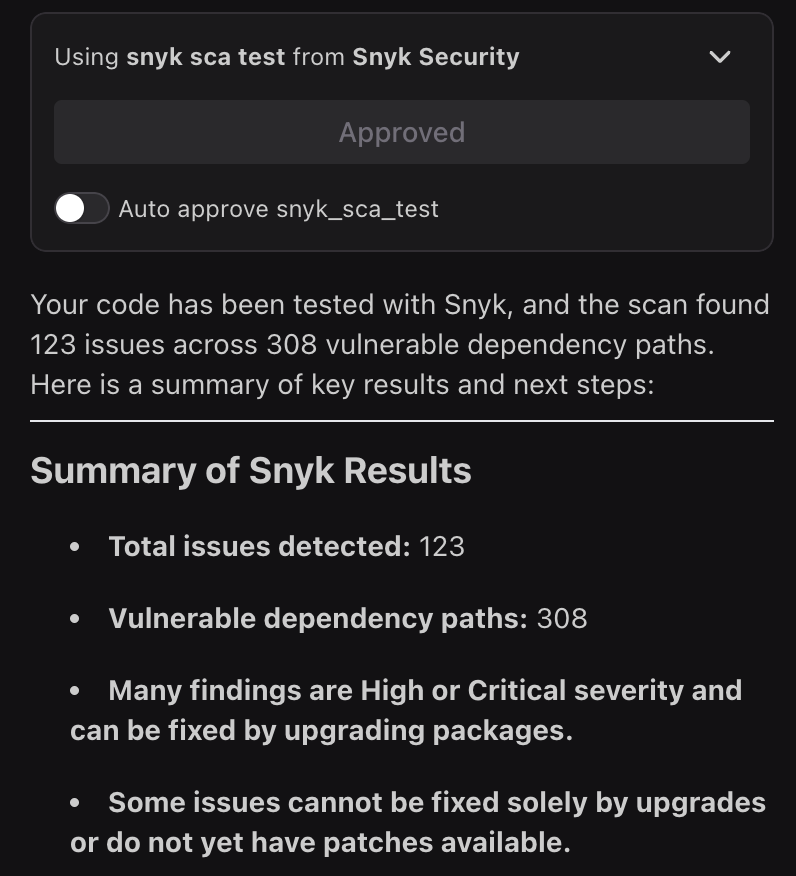 Using snyk sca test from Snyk Security
Approved
Auto approve snyk_sca_test
Your code has been tested with Snyk, and the scan found
123 issues across 308 vulnerable dependency paths.
Here is a summary of key results and next steps:
Summary of Snyk Results
• Total issues detected: 123
• Vulnerable dependency paths: 308
• Many findings are High or Critical severity and
can be fixed by upgrading packages.
• Some issues cannot be fixed solely by upgrades
or do not yet have patches available.